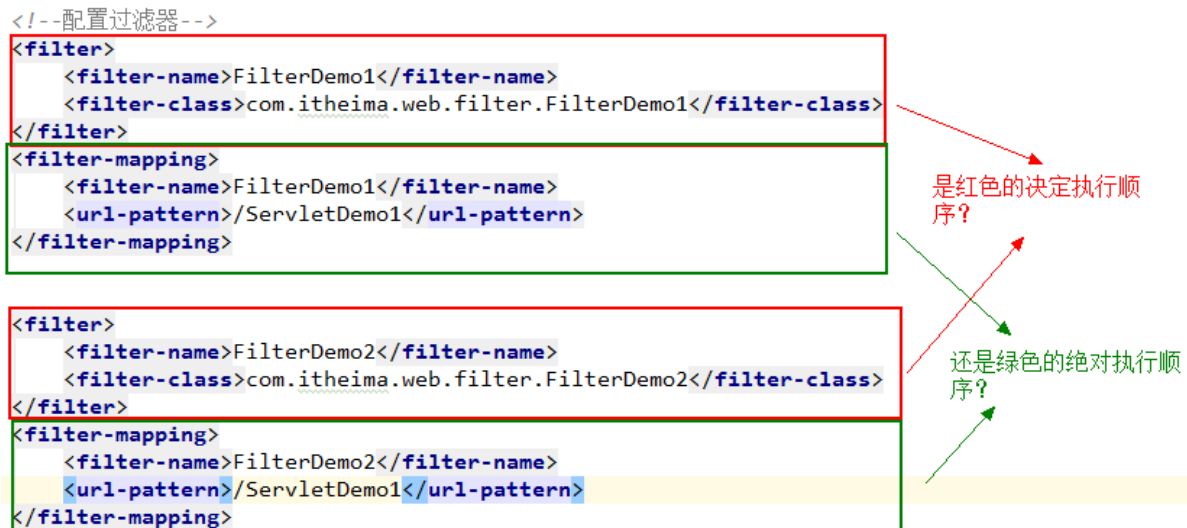 <!--配置过滤器-->
<filter>
<filter-name>FilterDemo1</filter-name>
<filter-class>com.itheima.web.filter.FilterDemo1</filter-class>
</filter>
<filter-mapping>
<filter-name>FilterDemo1</filter-name>
<url-pattern>/ServletDemo1</url-pattern>
</filter-mapping>
是红色的决定执行顺
序?
<filter>
<filter-name>FilterDemo2</filter-name>
<filter-class>com.itheima.web.filter.FilterDemo2</filter-class>
</filter>
<filter-mapping>
<filter-name>FilterDemo2</filter-name>
<url-pattern>/ServletDemo1</url-pattern>
</filter-mapping>
还是绿色的绝对执行顺
序?